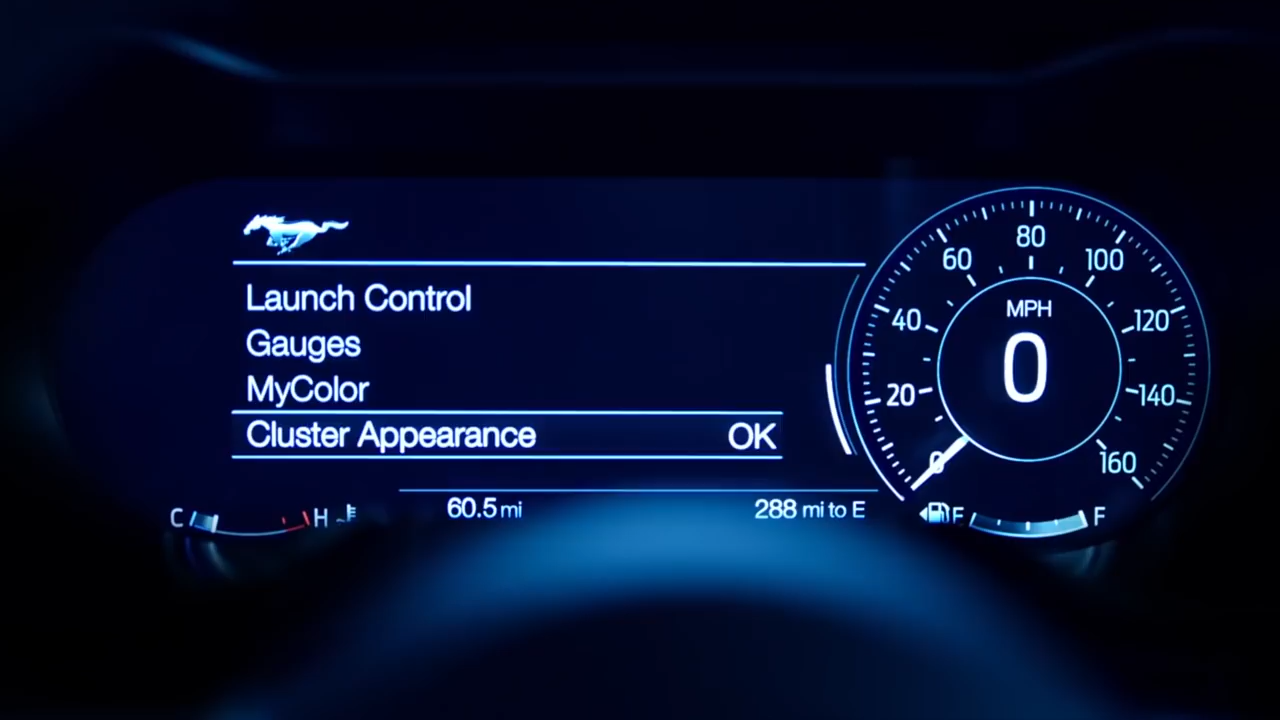 Launch Control
Gauges
MyColor
Cluster Appearance OK
60.5 mi
288 mi to E
C H
MPH
0
0 20 40 60 80 100 120 140 160
E F